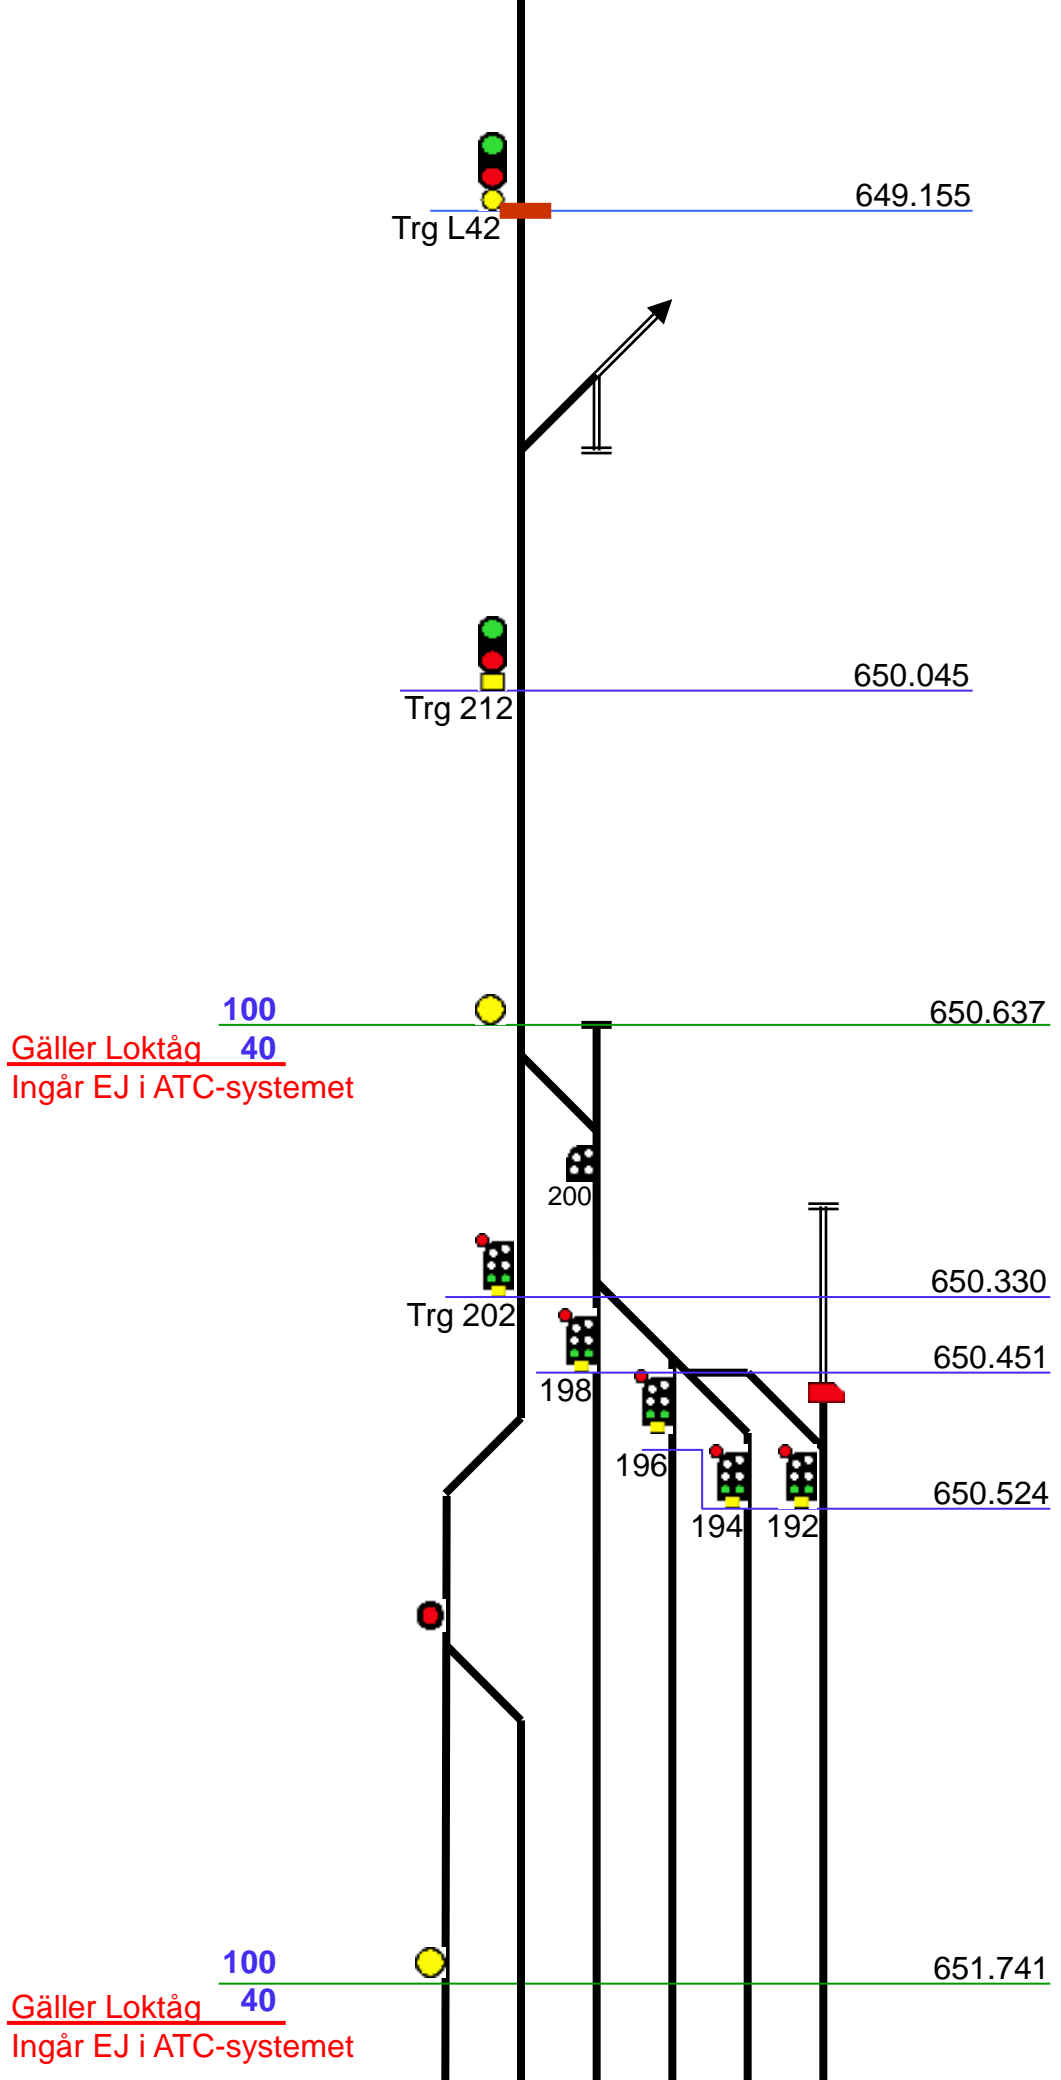 649.155
Trg L42
650.045
Trg 212
100
650.637
Gäller Loktåg 40
Ingår EJ i ATC-systemet
200
650.330
Trg 202
650.451
198
196
650.524
194 192
100
651.741
Gäller Loktåg 40
Ingår EJ i ATC-systemet